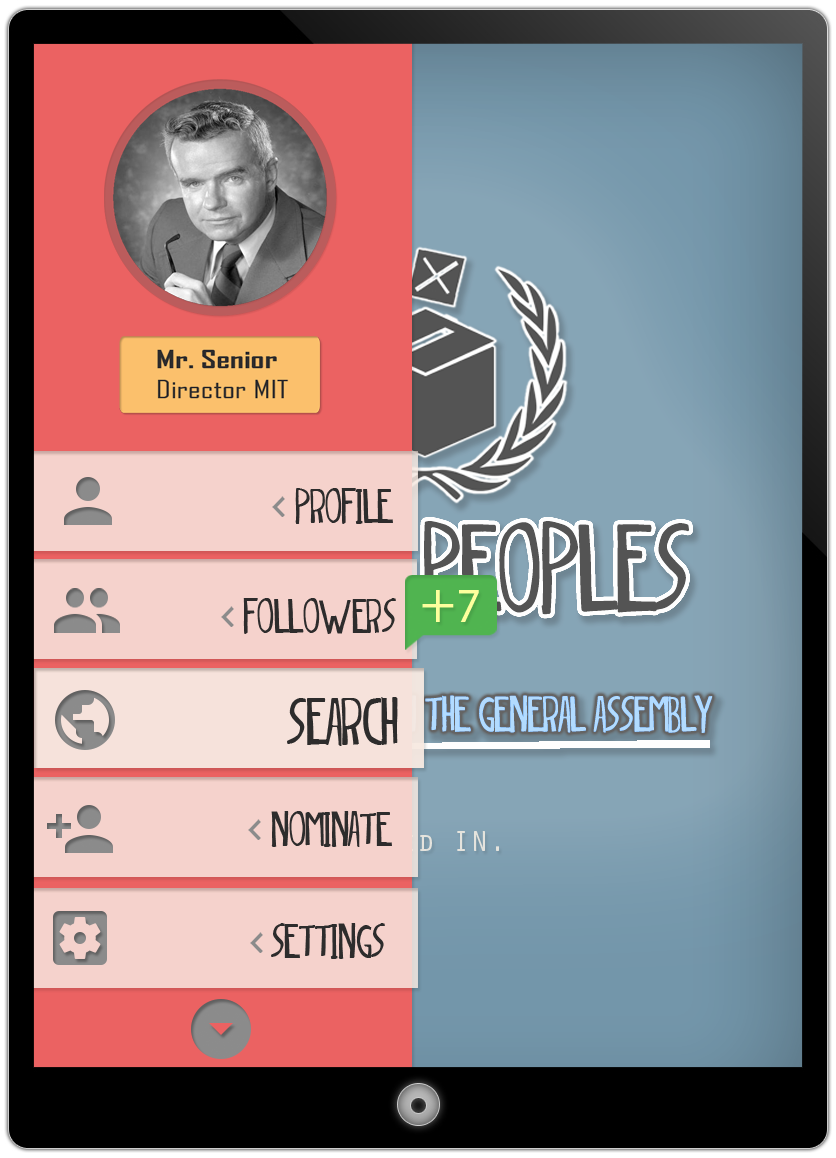 Mr. Senior
Director MIT
PROFILE
PEOPLES
FOLLOWERS
+7
SEARCH
THE GENERAL ASSEMBLY
NOMINATE
D IN.
SETTINGS